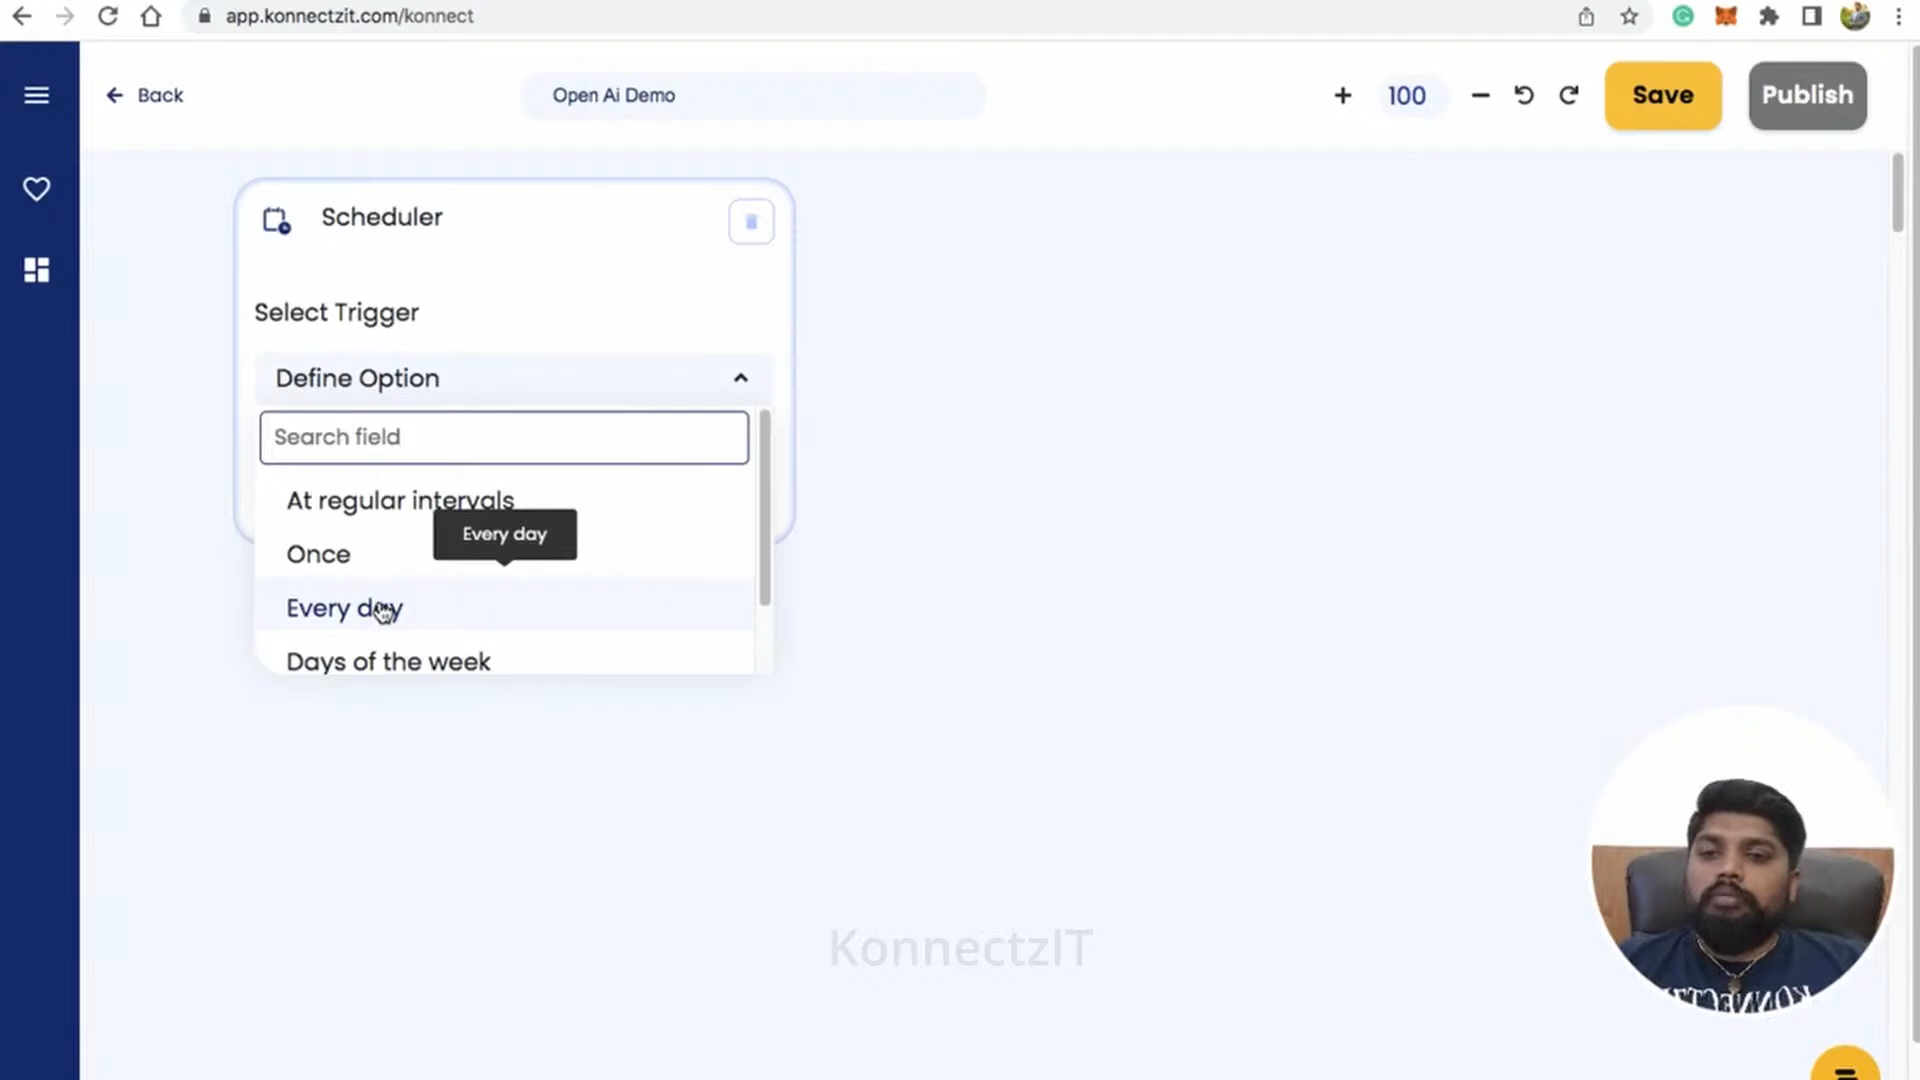 app.konnectzit.com/konnect
Back
Open Ai Demo
100
Save
Publish
Scheduler
Select Trigger
Define Option
Search field
At regular intervals
Once
Every day
Every day
Days of the week
KonnectzIT